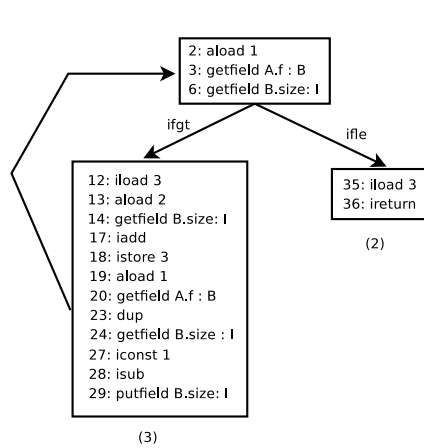 2: aload 1
3: getfield A.f : B
6: getfield B.size: I
ifgt
ifle
12: iload 3
13: aload 2
14: getfield B.size: I
17: iadd
18: istore 3
19: aload 1
20: getfield A.f : B
23: dup
24: getfield B.size : I
27: iconst 1
28: isub
29: putfield B.size: I
(3)
35: iload 3
36: ireturn
(2)